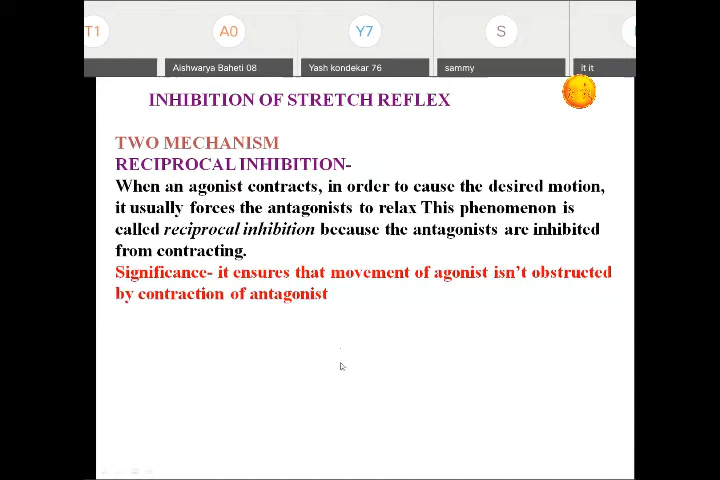 T1
A0
Y7
S
Aishwarya Baheti 08
Yash kondekar 76
sammy
it it
INHIBITION OF STRETCH REFLEX
TWO MECHANISM
RECIPROCAL INHIBITION-
When an agonist contracts, in order to cause the desired motion,
it usually forces the antagonists to relax This phenomenon is
called reciprocal inhibition because the antagonists are inhibited
from contracting.
Significance- it ensures that movement of agonist isn't obstructed
by contraction of antagonist